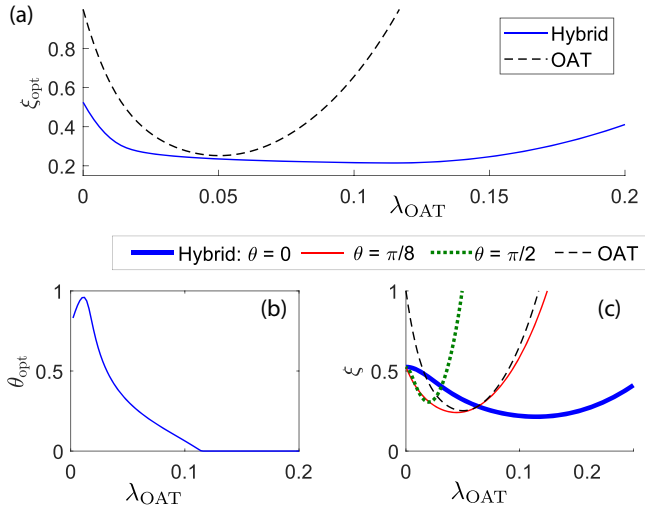 (a)
Hybrid
OAT
ξopt
0.8
0.6
0.4
0.2
0 0.05 0.1 0.15 0.2
λOAT
Hybrid: θ = 0 θ = π/8 θ = π/2 OAT
(b)
θopt
1
0.5
0
0 0.1 0.2
λOAT
(c)
ξ
1
0.5
0
0 0.1 0.2
λOAT